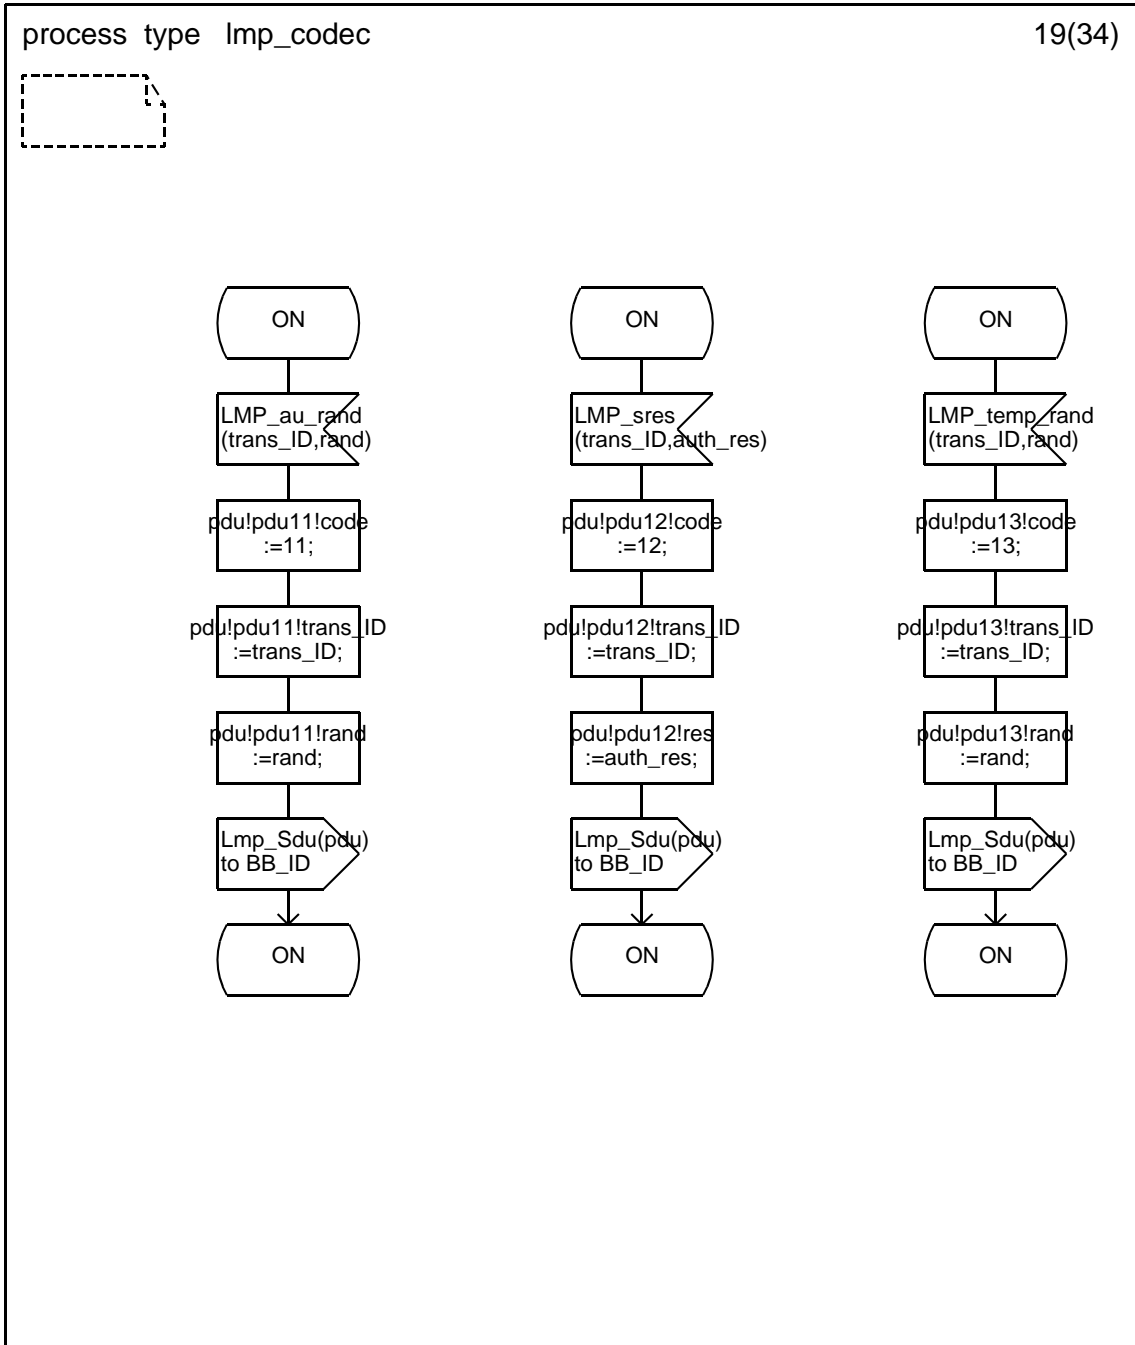 process type lmp_codec 19(34)
ON
LMP_au_rand
(trans_ID,rand)
pdu!pdu11!code
:=11;
pdu!pdu11!trans_ID
:=trans_ID;
pdu!pdu11!rand
:=rand;
Lmp_Sdu(pdu)
to BB_ID
ON
ON
LMP_sres
(trans_ID,auth_res)
pdu!pdu12!code
:=12;
pdu!pdu12!trans_ID
:=trans_ID;
pdu!pdu12!res
:=auth_res;
Lmp_Sdu(pdu)
to BB_ID
ON
ON
LMP_temp_rand
(trans_ID,rand)
pdu!pdu13!code
:=13;
pdu!pdu13!trans_ID
:=trans_ID;
pdu!pdu13!rand
:=rand;
Lmp_Sdu(pdu)
to BB_ID
ON